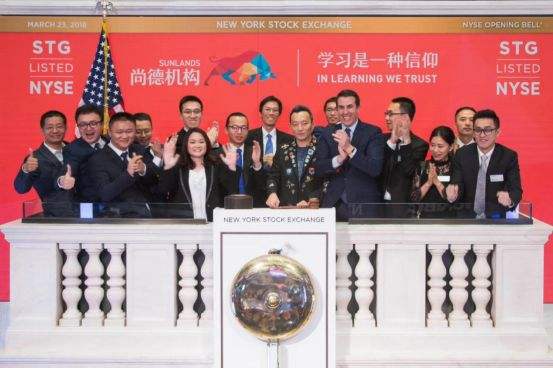 MARCH 23, 2018
NEW YORK STOCK EXCHANGE
NYSE OPENING BELL
STG
LISTED
NYSE
SUNLANDS
尚德机构
学习是一种信仰
IN LEARNING WE TRUST
STG
LISTED
NYSE
NEW YORK STOCK EXCHANGE